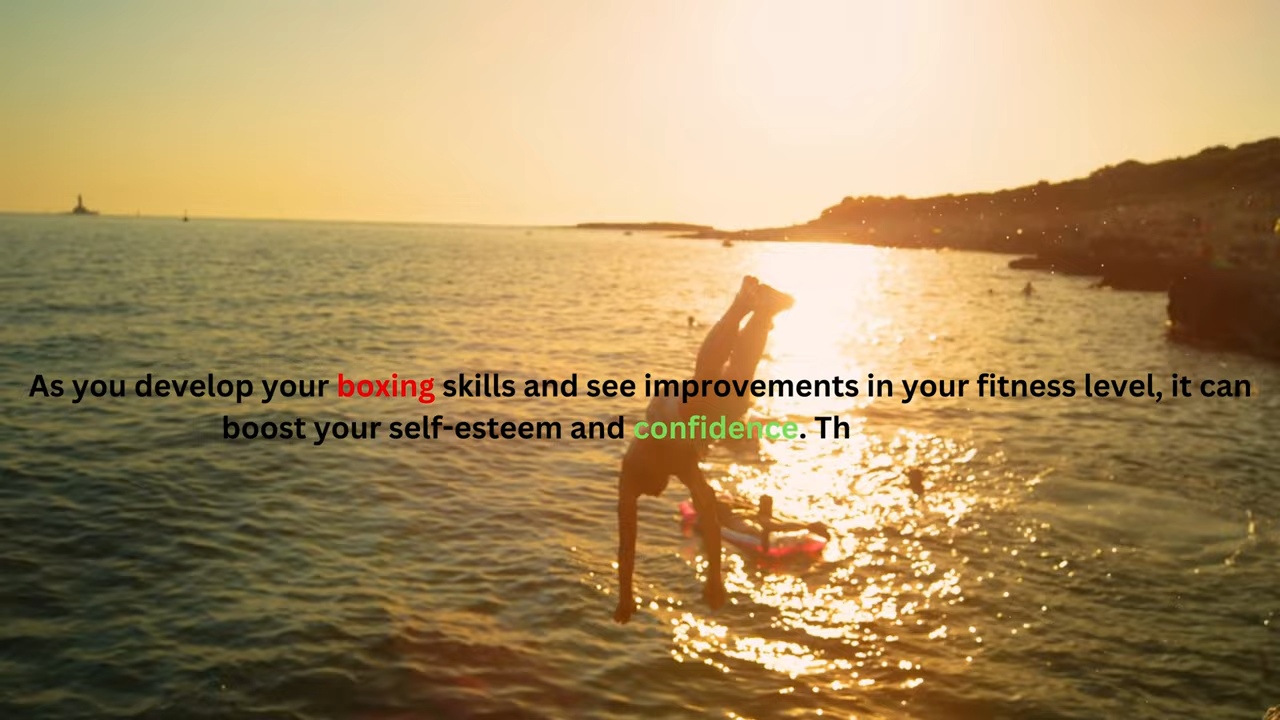 As you develop your boxing skills and see improvements in your fitness level, it can
boost your self-esteem and confidence. Th